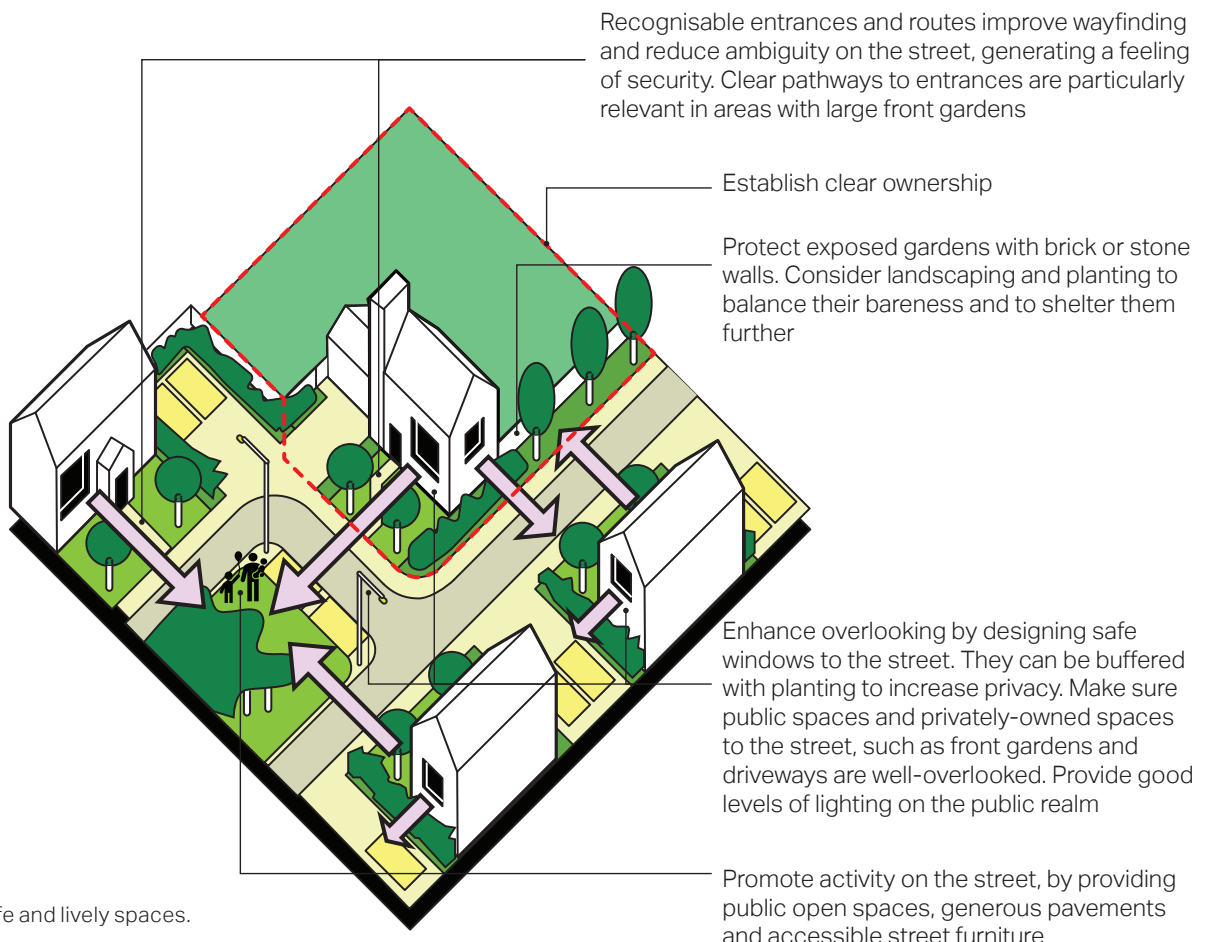 Recognisable entrances and routes improve wayfinding
and reduce ambiguity on the street, generating a feeling
of security. Clear pathways to entrances are particularly
relevant in areas with large front gardens
Establish clear ownership
Protect exposed gardens with brick or stone
walls. Consider landscaping and planting to
balance their bareness and to shelter them
further
Enhance overlooking by designing safe
windows to the street. They can be buffered
with planting to increase privacy. Make sure
public spaces and privately-owned spaces
to the street, such as front gardens and
driveways are well-overlooked. Provide good
levels of lighting on the public realm
Promote activity on the street, by providing
public open spaces, generous pavements
and accessible street furniture
and lively spaces.